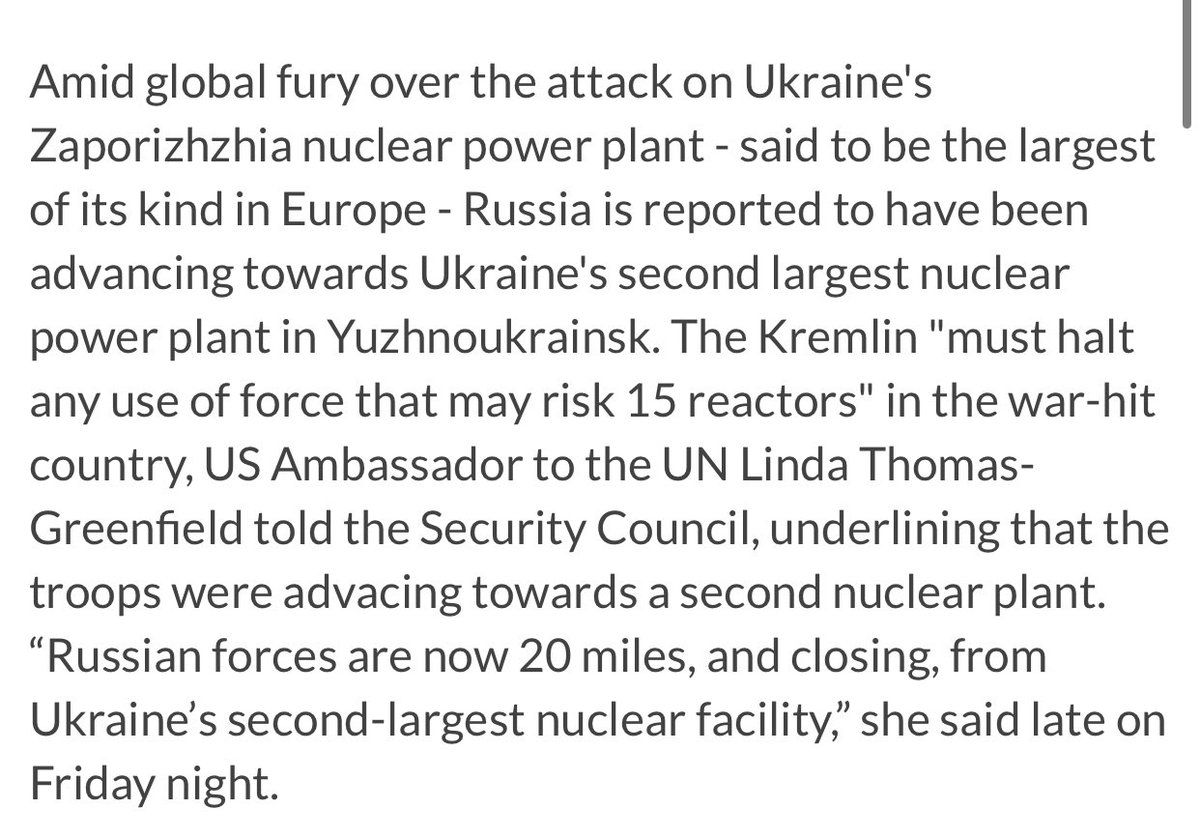 Amid global fury over the attack on Ukraine's
Zaporizhzhia nuclear power plant - said to be the largest
of its kind in Europe - Russia is reported to have been
advancing towards Ukraine's second largest nuclear
power plant in Yuzhnoukrainsk. The Kremlin "must halt
any use of force that may risk 15 reactors" in the war-hit
country, US Ambassador to the UN Linda Thomas-
Greenfield told the Security Council, underlining that the
troops were advacing towards a second nuclear plant.
“Russian forces are now 20 miles, and closing, from
Ukraine’s second-largest nuclear facility,” she said late on
Friday night.